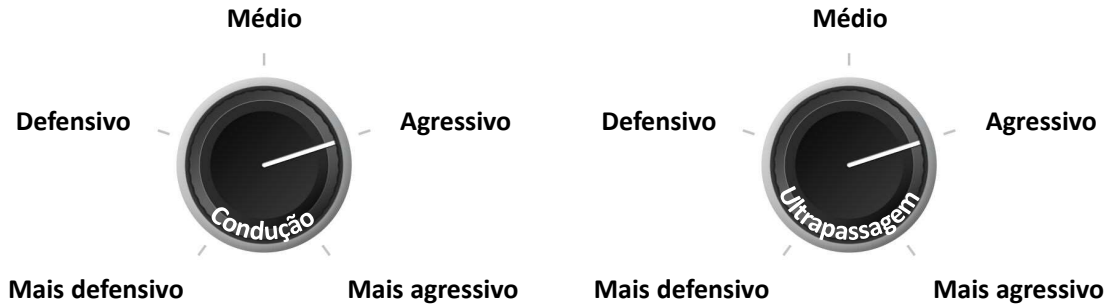 Médio
Defensivo
Agressivo
Condução
Mais defensivo
Mais agressivo
Médio
Defensivo
Agressivo
Ultrapassagem
Mais defensivo
Mais agressivo